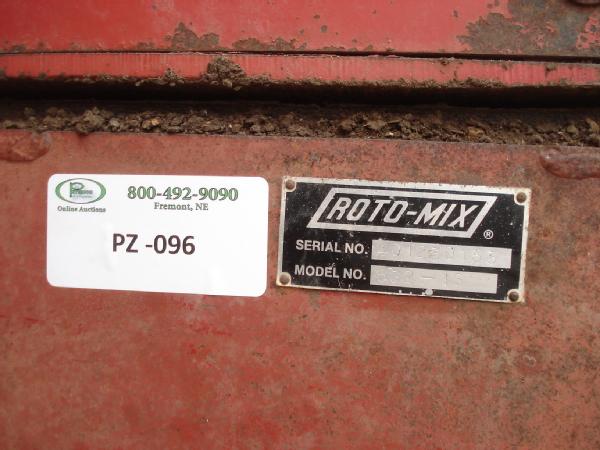 800-492-9090
Online Auctions
Fremont, NE
PZ -096
ROTO-MIX
®
SERIAL NO.
MODEL NO.